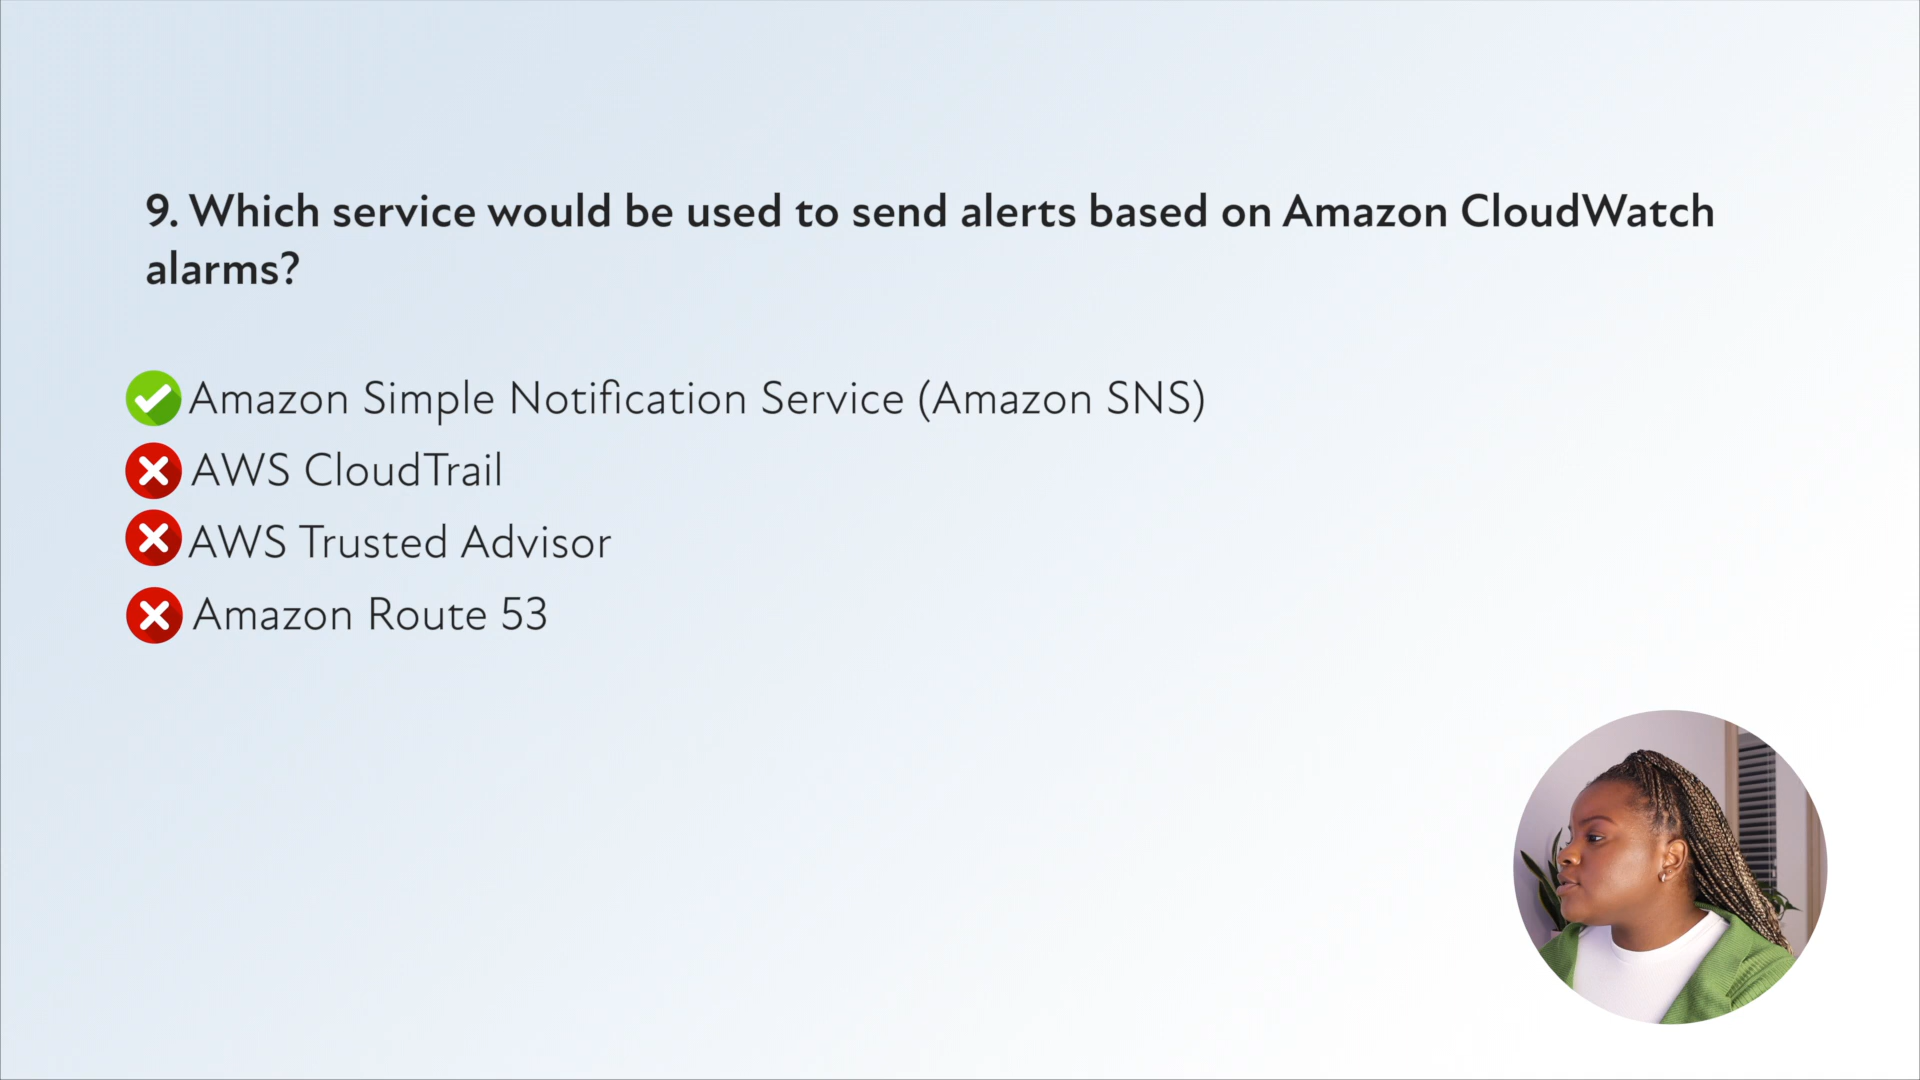 9. Which service would be used to send alerts based on Amazon CloudWatch
alarms?
Amazon Simple Notification Service (Amazon SNS)
AWS CloudTrail
AWS Trusted Advisor
Amazon Route 53